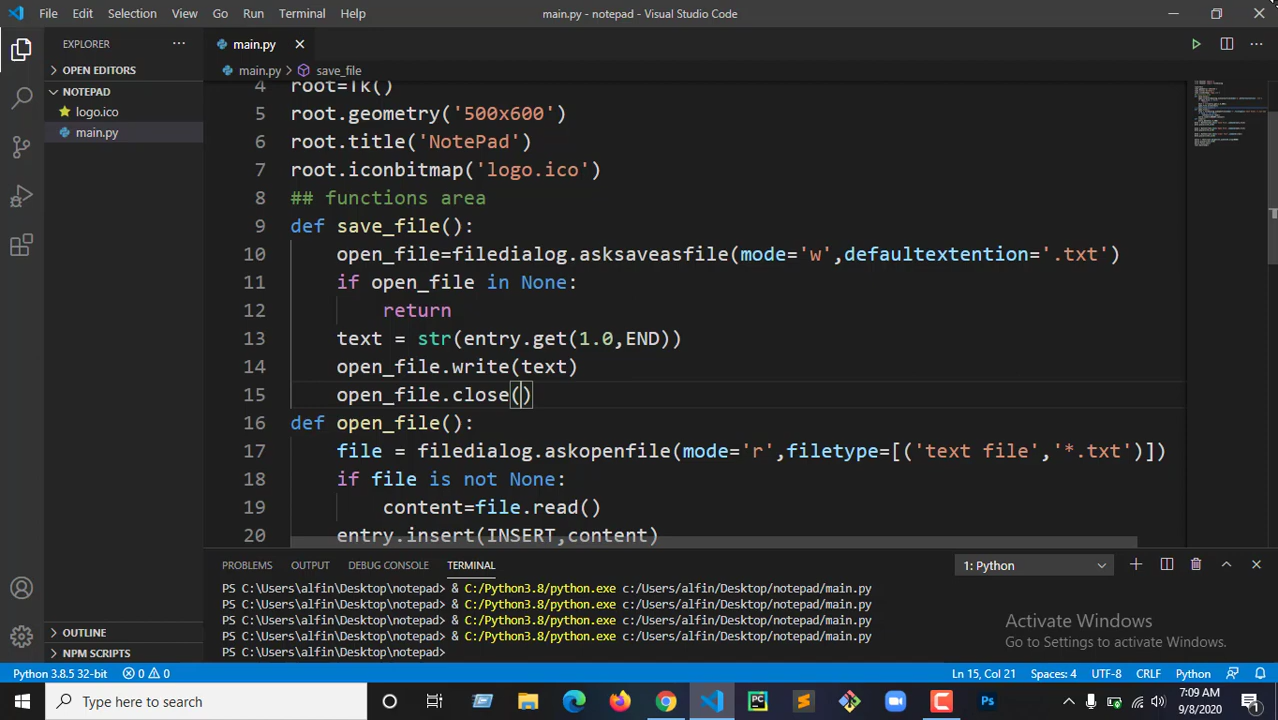 File Edit Selection View Go Run Terminal Help main.py - notepad - Visual Studio Code
EXPLORER
main.py
OPEN EDITORS
main.py > save_file
NOTEPAD
logo.ico
main.py
4 root=Tk()
5 root.geometry('500x600')
6 root.title('NotePad')
7 root.iconbitmap('logo.ico')
8 ## functions area
9 def save_file():
10 open_file=filedialog.asksaveasfile(mode='w',defaultextention='.txt')
11 if open_file in None:
12 return
13 text = str(entry.get(1.0,END))
14 open_file.write(text)
15 open_file.close()
16 def open_file():
17 file = filedialog.askopenfile(mode='r',filetype=[('text file','*.txt')])
18 if file is not None:
19 content=file.read()
20 entry.insert(INSERT,content)
PROBLEMS OUTPUT DEBUG CONSOLE TERMINAL 1: Python
PS C:\Users\alfin\Desktop\notepad> & C:/Python3.8/python.exe c:/Users/alfin/Desktop/notepad/main.py
PS C:\Users\alfin\Desktop\notepad> & C:/Python3.8/python.exe c:/Users/alfin/Desktop/notepad/main.py
PS C:\Users\alfin\Desktop\notepad> & C:/Python3.8/python.exe c:/Users/alfin/Desktop/notepad/main.py
PS C:\Users\alfin\Desktop\notepad> & C:/Python3.8/python.exe c:/Users/alfin/Desktop/notepad/main.py
PS C:\Users\alfin\Desktop\notepad>
Activate Windows
Go to Settings to activate Windows.
OUTLINE
NPM SCRIPTS
Python 3.8.5 32-bit 0 0 Ln 15, Col 21 Spaces: 4 UTF-8 CRLF Python
Type here to search
PC
Ps
7:09 AM
9/8/2020
1